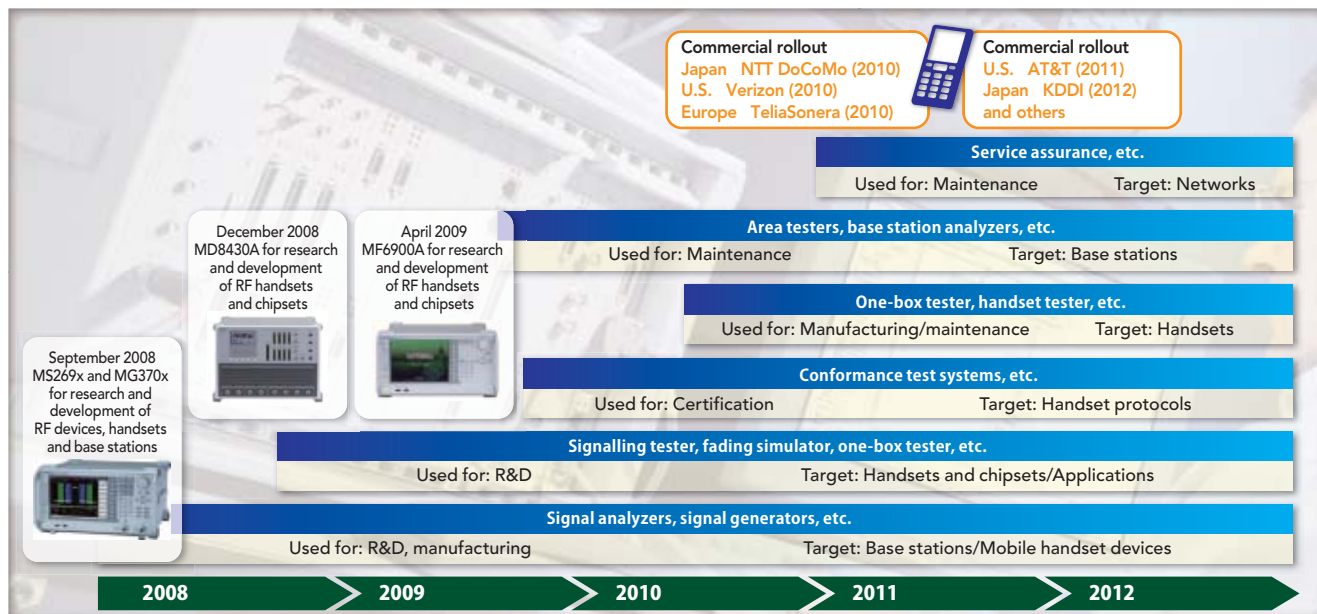 Commercial rollout
Japan NTT DoCoMo (2010)
U.S. Verizon (2010)
Europe TeliaSonera (2010)
Commercial rollout
U.S. AT&T (2011)
Japan KDDI (2012)
and others
Service assurance, etc.
Used for: Maintenance Target: Networks
December 2008
MD8430A for research
and development
of RF handsets
and chipsets
April 2009
MF6900A for research
and development
of RF handsets
and chipsets
Area testers, base station analyzers, etc.
Used for: Maintenance Target: Base stations
One-box tester, handset tester, etc.
Used for: Manufacturing/maintenance Target: Handsets
September 2008
MS269x and MG370x
for research and
development of
RF devices, handsets
and base stations
Conformance test systems, etc.
Used for: Certification Target: Handset protocols
Signalling tester, fading simulator, one-box tester, etc.
Used for: R&D Target: Handsets and chipsets/Applications
Signal analyzers, signal generators, etc.
Used for: R&D, manufacturing Target: Base stations/Mobile handset devices
2008 2009 2010 2011 2012